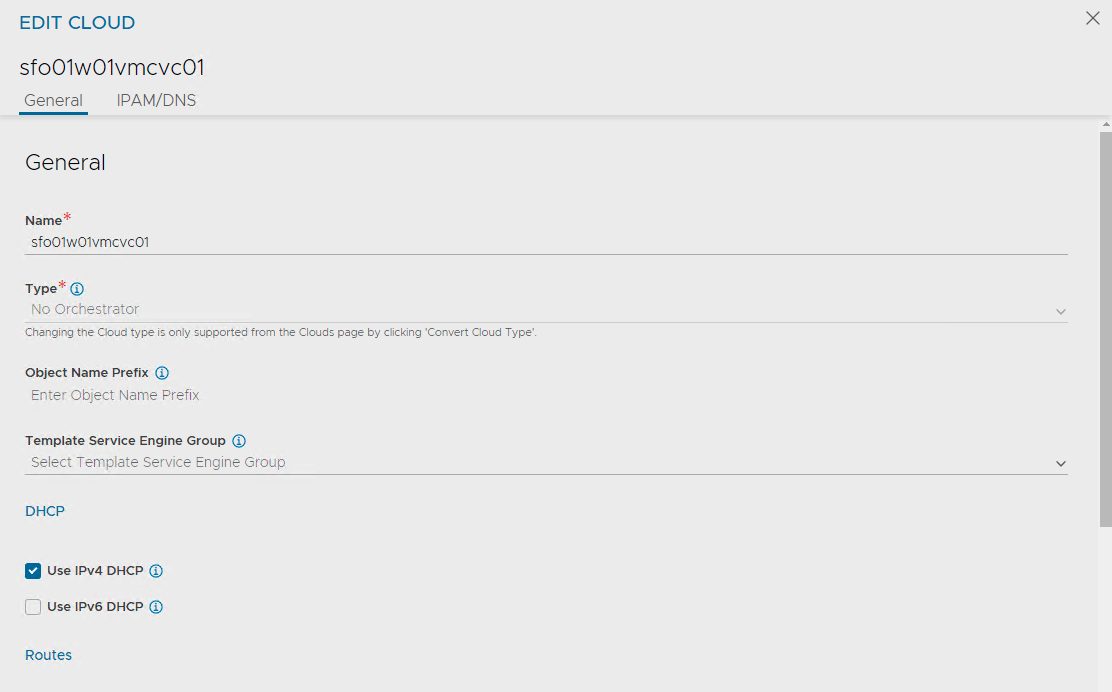 EDIT CLOUD
sfo01w01vmcvc01
General IPAM/DNS
General
Name*
sfo01w01vmcvc01
Type*
No Orchestrator
Changing the Cloud type is only supported from the Clouds page by clicking 'Convert Cloud Type'.
Object Name Prefix
Enter Object Name Prefix
Template Service Engine Group
Select Template Service Engine Group
DHCP
Use IPv4 DHCP
Use IPv6 DHCP
Routes